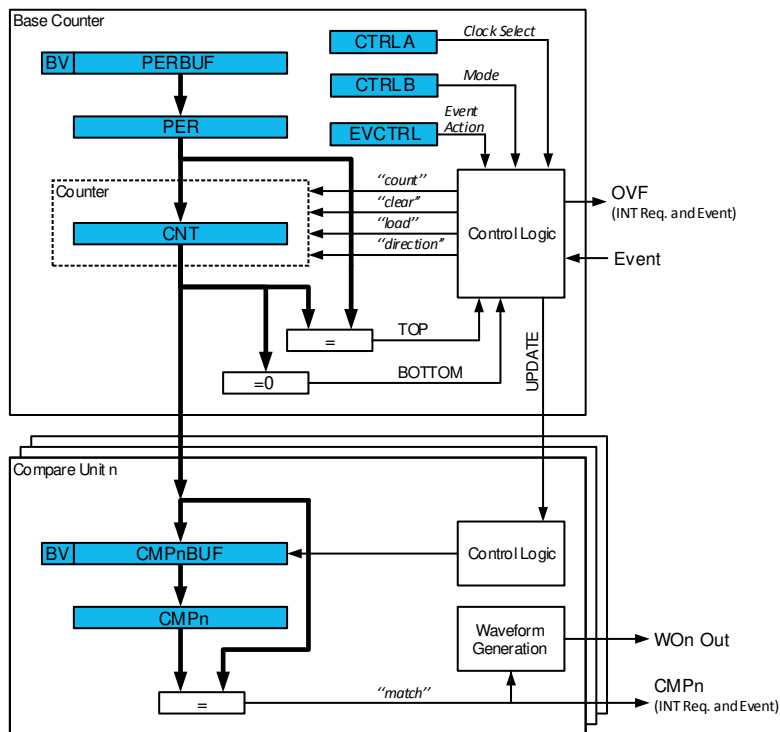 Base Counter
BV
PERBUF
PER
Counter
CNT
CTRLA
Clock Select
CTRLB
Mode
EVCTRL
Event
Action
"count"
"clear"
"load"
"direction"
Control Logic
OVF
(INT Req. and Event)
Event
=
TOP
=0
BOTTOM
UPDATE
Compare Unit n
BV
CMPnBUF
Control Logic
CMPn
Waveform
Generation
WOn Out
=
"match"
CMPn
(INT Req. and Event)